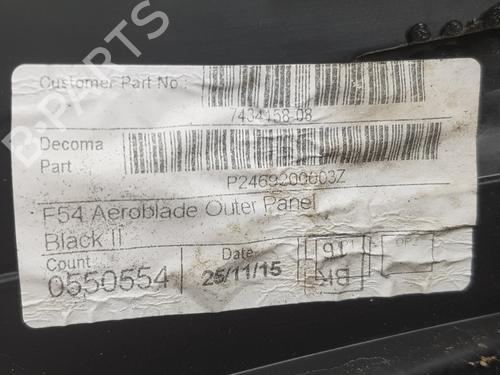 B-PARTS
Customer Part No :
7434158-08
Decoma
Part
P2469200003Z
F54 Aeroblade Outer Panel
Black II
Count
0550554
Date
25/11/15
BK